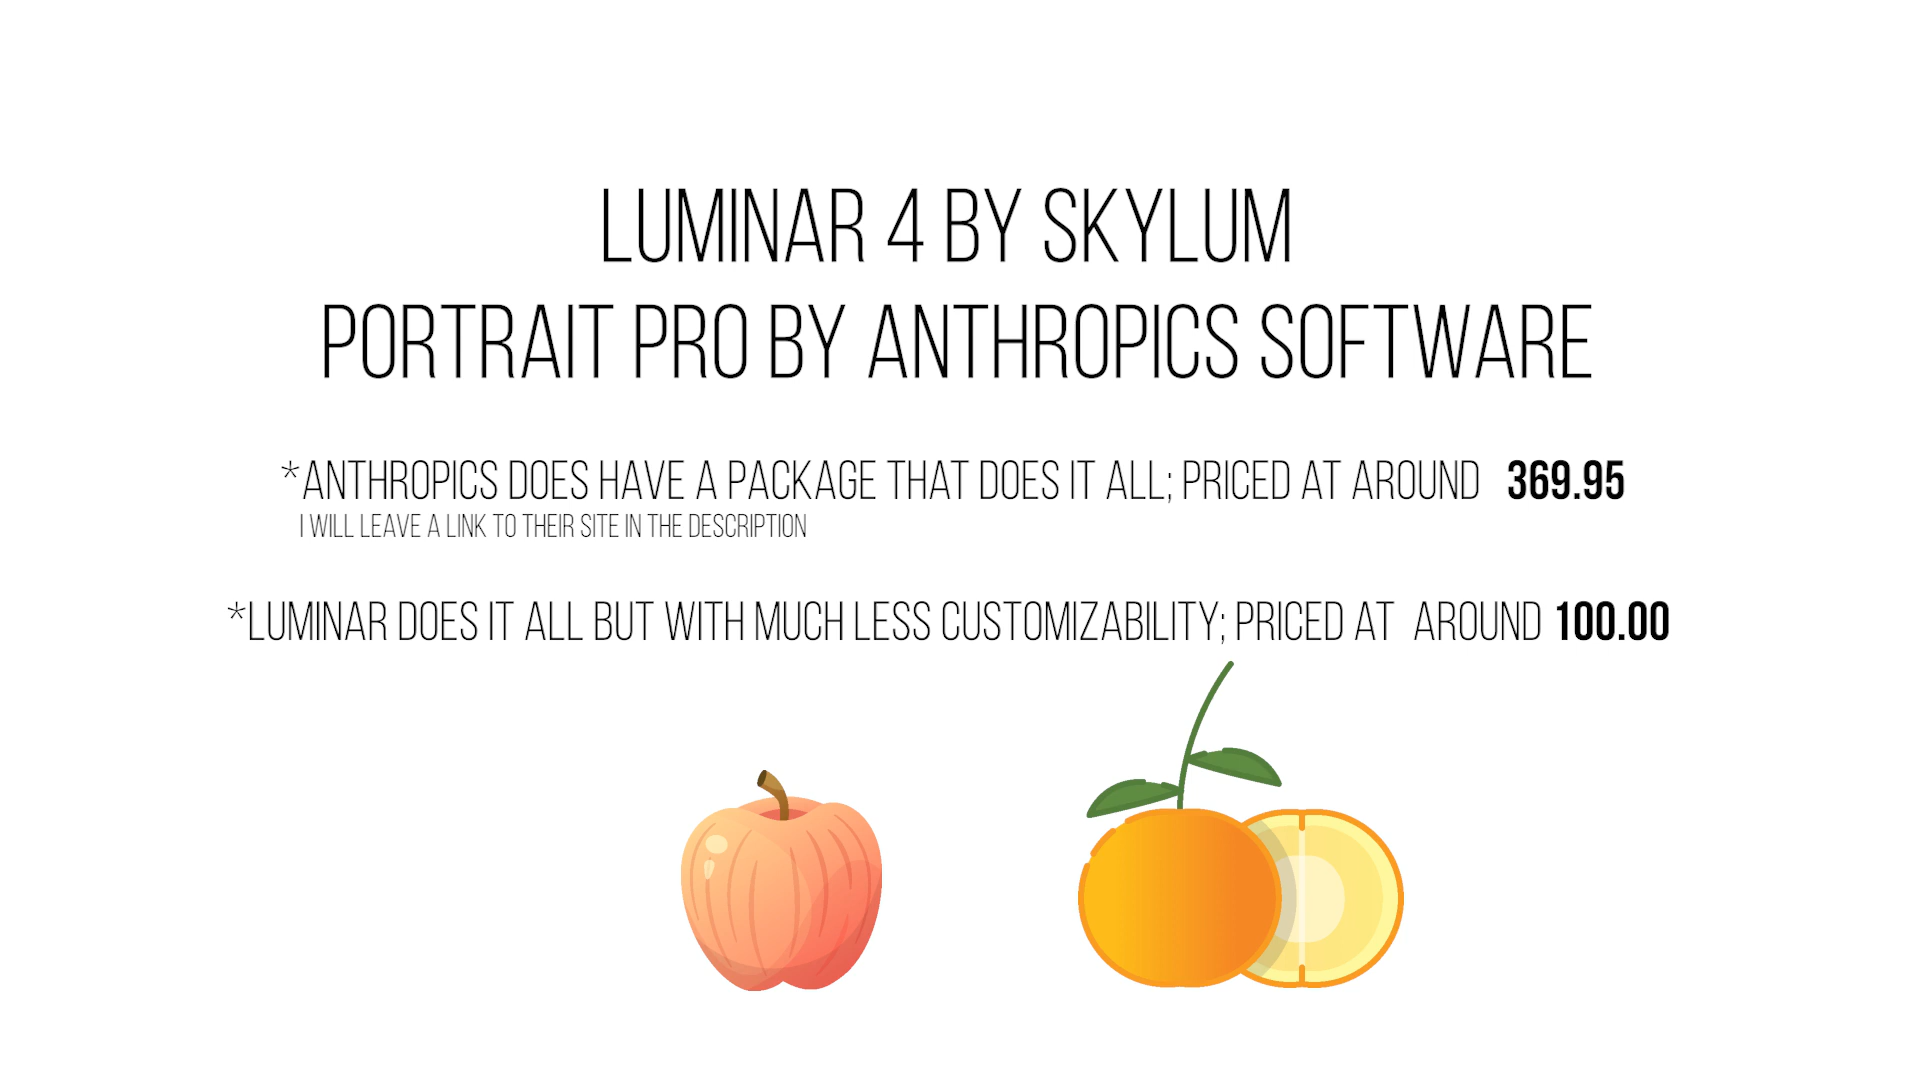 LUMINAR 4 BY SKYLUM
PORTRAIT PRO BY ANTHROPICS SOFTWARE
*ANTHROPICS DOES HAVE A PACKAGE THAT DOES IT ALL; PRICED AT AROUND 369.95
I WILL LEAVE A LINK TO THEIR SITE IN THE DESCRIPTION
*LUMINAR DOES IT ALL BUT WITH MUCH LESS CUSTOMIZABILITY; PRICED AT AROUND 100.00